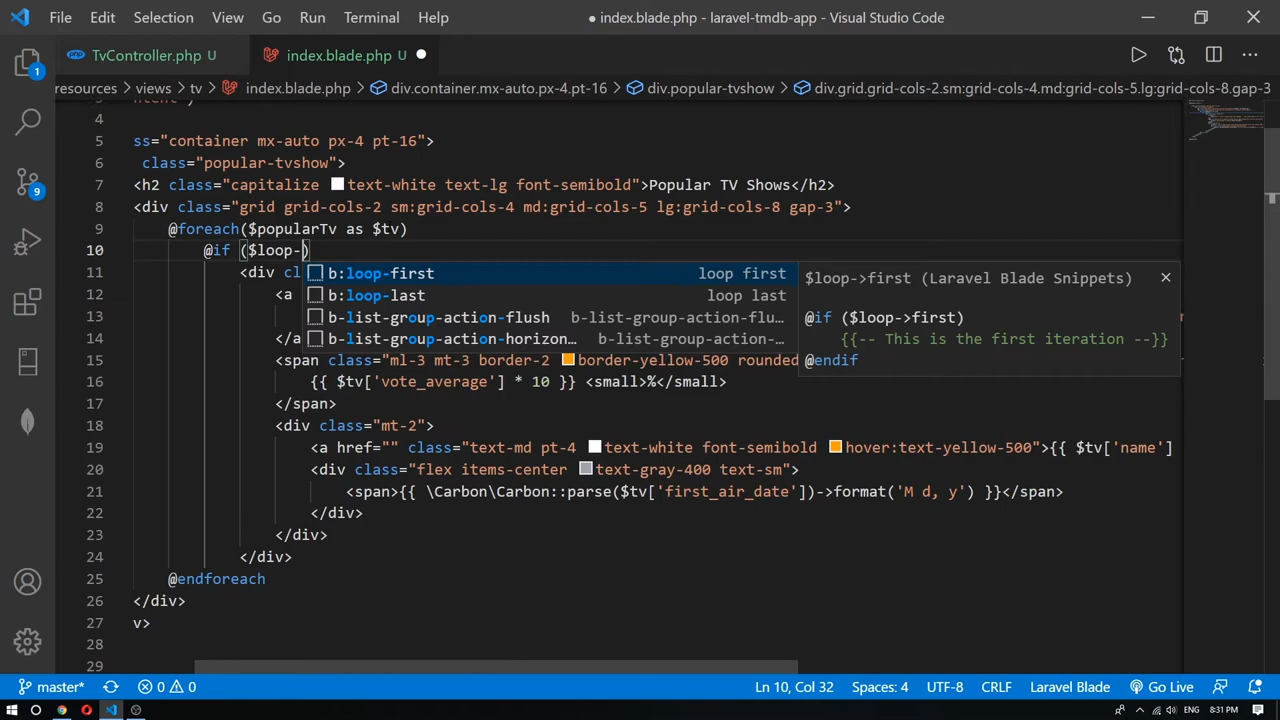 File Edit Selection View Go Run Terminal Help ● index.blade.php - laravel-tmdb-app - Visual Studio Code
php TvController.php U index.blade.php U ●
resources > views > tv > index.blade.php > div.container.mx-auto.px-4.pt-16 > div.popular-tvshow > div.grid.grid-cols-2.sm:grid-cols-4.md:grid-cols-5.lg:grid-cols-8.gap-3
4
5 ss="container mx-auto px-4 pt-16">
6 class="popular-tvshow">
7 <h2 class="capitalize text-white text-lg font-semibold">Popular TV Shows</h2>
8 <div class="grid grid-cols-2 sm:grid-cols-4 md:grid-cols-5 lg:grid-cols-8 gap-3">
9 @foreach($popularTv as $tv)
10 @if ($loop-)
11 <div cl
b:loop-first loop first
b:loop-last loop last
b-list-group-action-flush b-list-group-action-flu...
b-list-group-action-horizon... b-list-group-action-...
$loop->first (Laravel Blade Snippets)
@if ($loop->first)
{{-- This is the first iteration --}}
@endif
12 <a
13
14 </a
15 <span class="ml-3 mt-3 border-2 border-yellow-500 rounded
16 {{ $tv['vote_average'] * 10 }} <small>%</small>
17 </span>
18 <div class="mt-2">
19 <a href="" class="text-md pt-4 text-white font-semibold hover:text-yellow-500">{{ $tv['name']
20 <div class="flex items-center text-gray-400 text-sm">
21 <span>{{ \Carbon\Carbon::parse($tv['first_air_date'])->format('M d, y') }}</span>
22 </div>
23 </div>
24 </div>
25 @endforeach
26 </div>
27 v>
28
29
1
9
master* 0 0 Ln 10, Col 32 Spaces: 4 UTF-8 CRLF Laravel Blade Go Live
ENG 8:31 PM